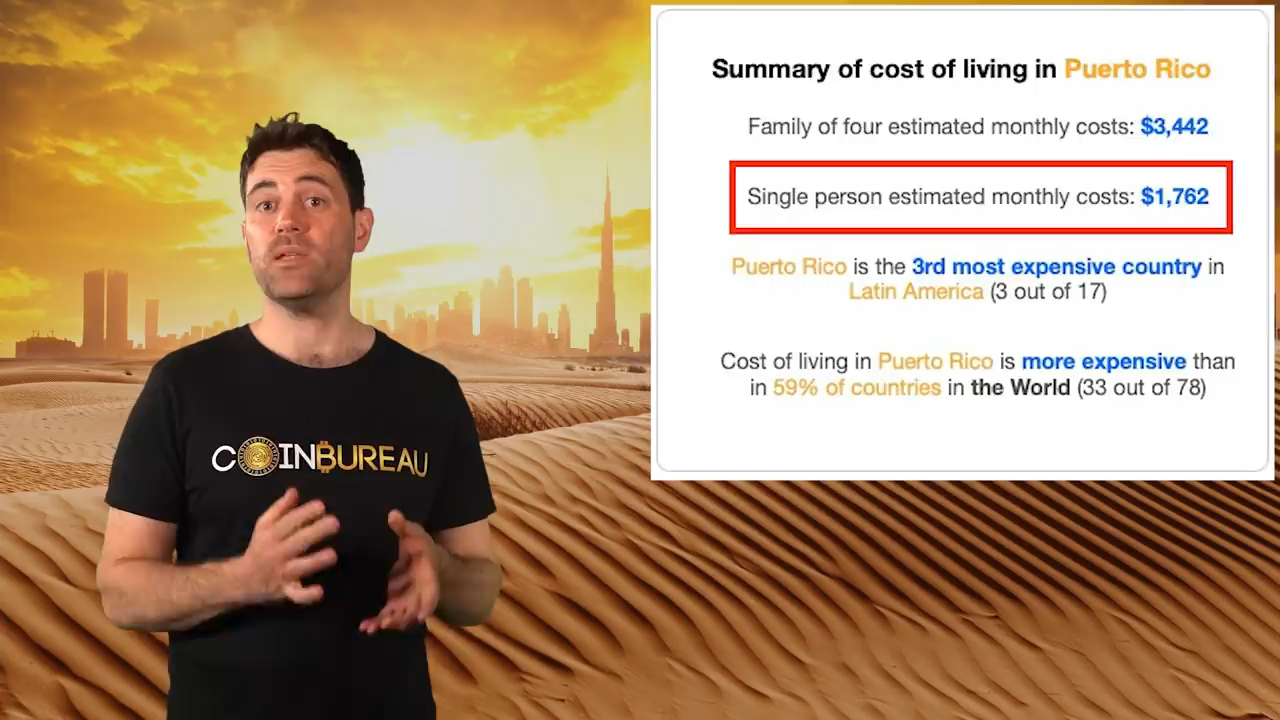 COINBUREAU
Summary of cost of living in Puerto Rico
Family of four estimated monthly costs: $3,442
Single person estimated monthly costs: $1,762
Puerto Rico is the 3rd most expensive country in
Latin America (3 out of 17)
Cost of living in Puerto Rico is more expensive than
in 59% of countries in the World (33 out of 78)